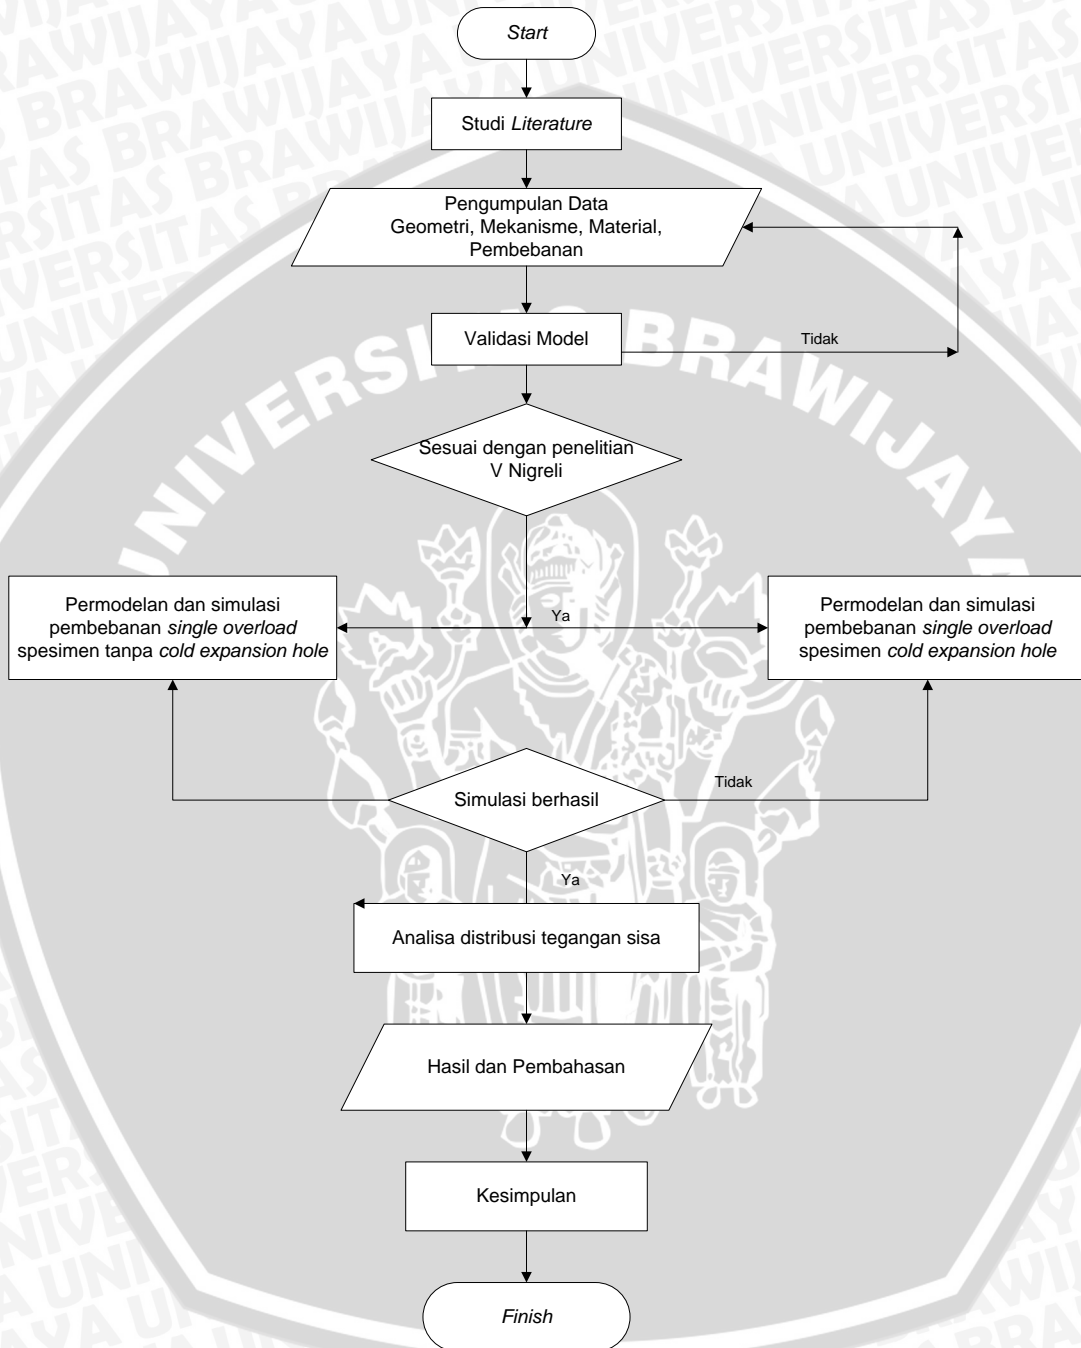 Start
Studi Literature
Pengumpulan Data
Geometri, Mekanisme, Material,
Pembebanan
Validasi Model
Tidak
Sesuai dengan penelitian
V Nigreli
Ya
Permodelan dan simulasi
pembebanan single overload
spesimen tanpa cold expansion hole
Permodelan dan simulasi
pembebanan single overload
spesimen cold expansion hole
Simulasi berhasil
Tidak
Ya
Analisa distribusi tegangan sisa
Hasil dan Pembahasan
Kesimpulan
Finish
UNIVERSITAS BRAWIJAYA